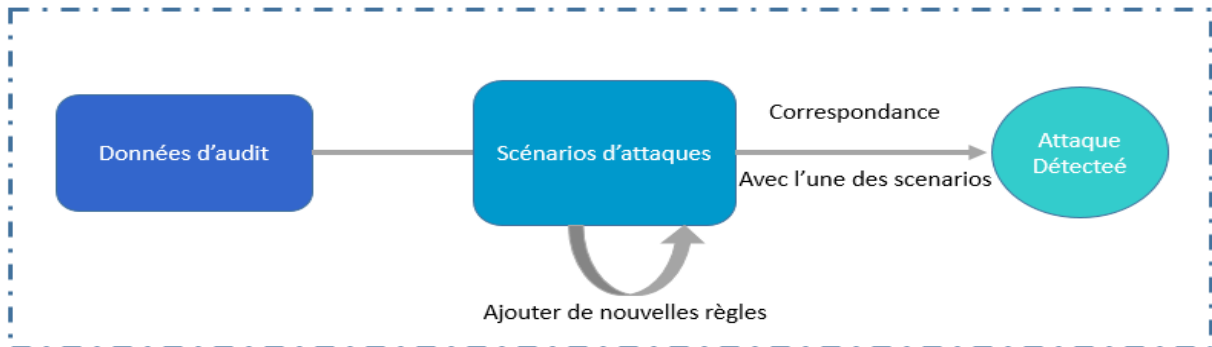 Données d'audit
Scénarios d'attaques
Correspondance
Avec l'une des scenarios
Attaque
Détecteé
Ajouter de nouvelles règles